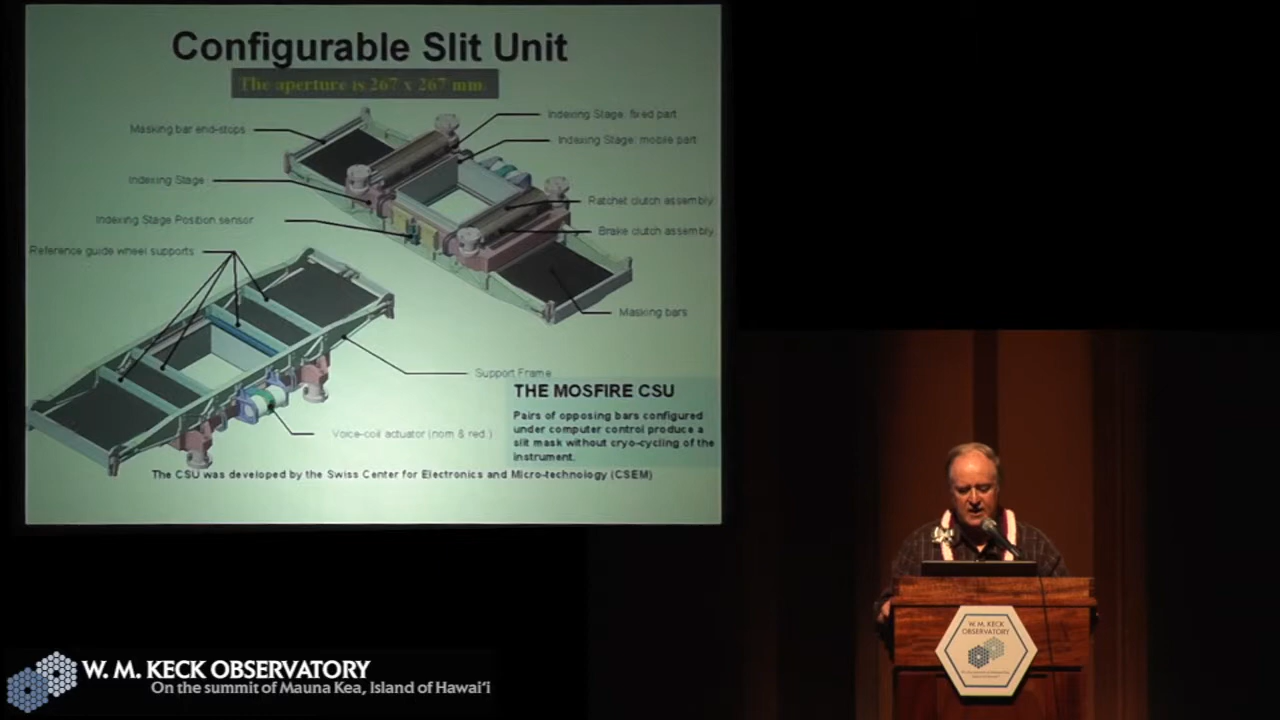 Configurable Slit Unit
The aperture is 267 x 267 mm.
Indexing Stage: fixed part
Masking bar end-stops
Indexing Stage: mobile part
Indexing Stage
Ratchet clutch assembly
Indexing Stage Position sensor
Brake clutch assembly
Reference guide wheel supports
Masking bars
Support Frame
THE MOSFIRE CSU
Pairs of opposing bars configured
under computer control produce a
slit mask without cryo-cycling of the
instrument.
Voice-coil actuator (nom & red.)
The CSU was developed by the Swiss Center for Electronics and Micro-technology (CSEM)
W. M. KECK
OBSERVATORY
W. M. KECK OBSERVATORY
On the summit of Mauna Kea, Island of Hawai‘i